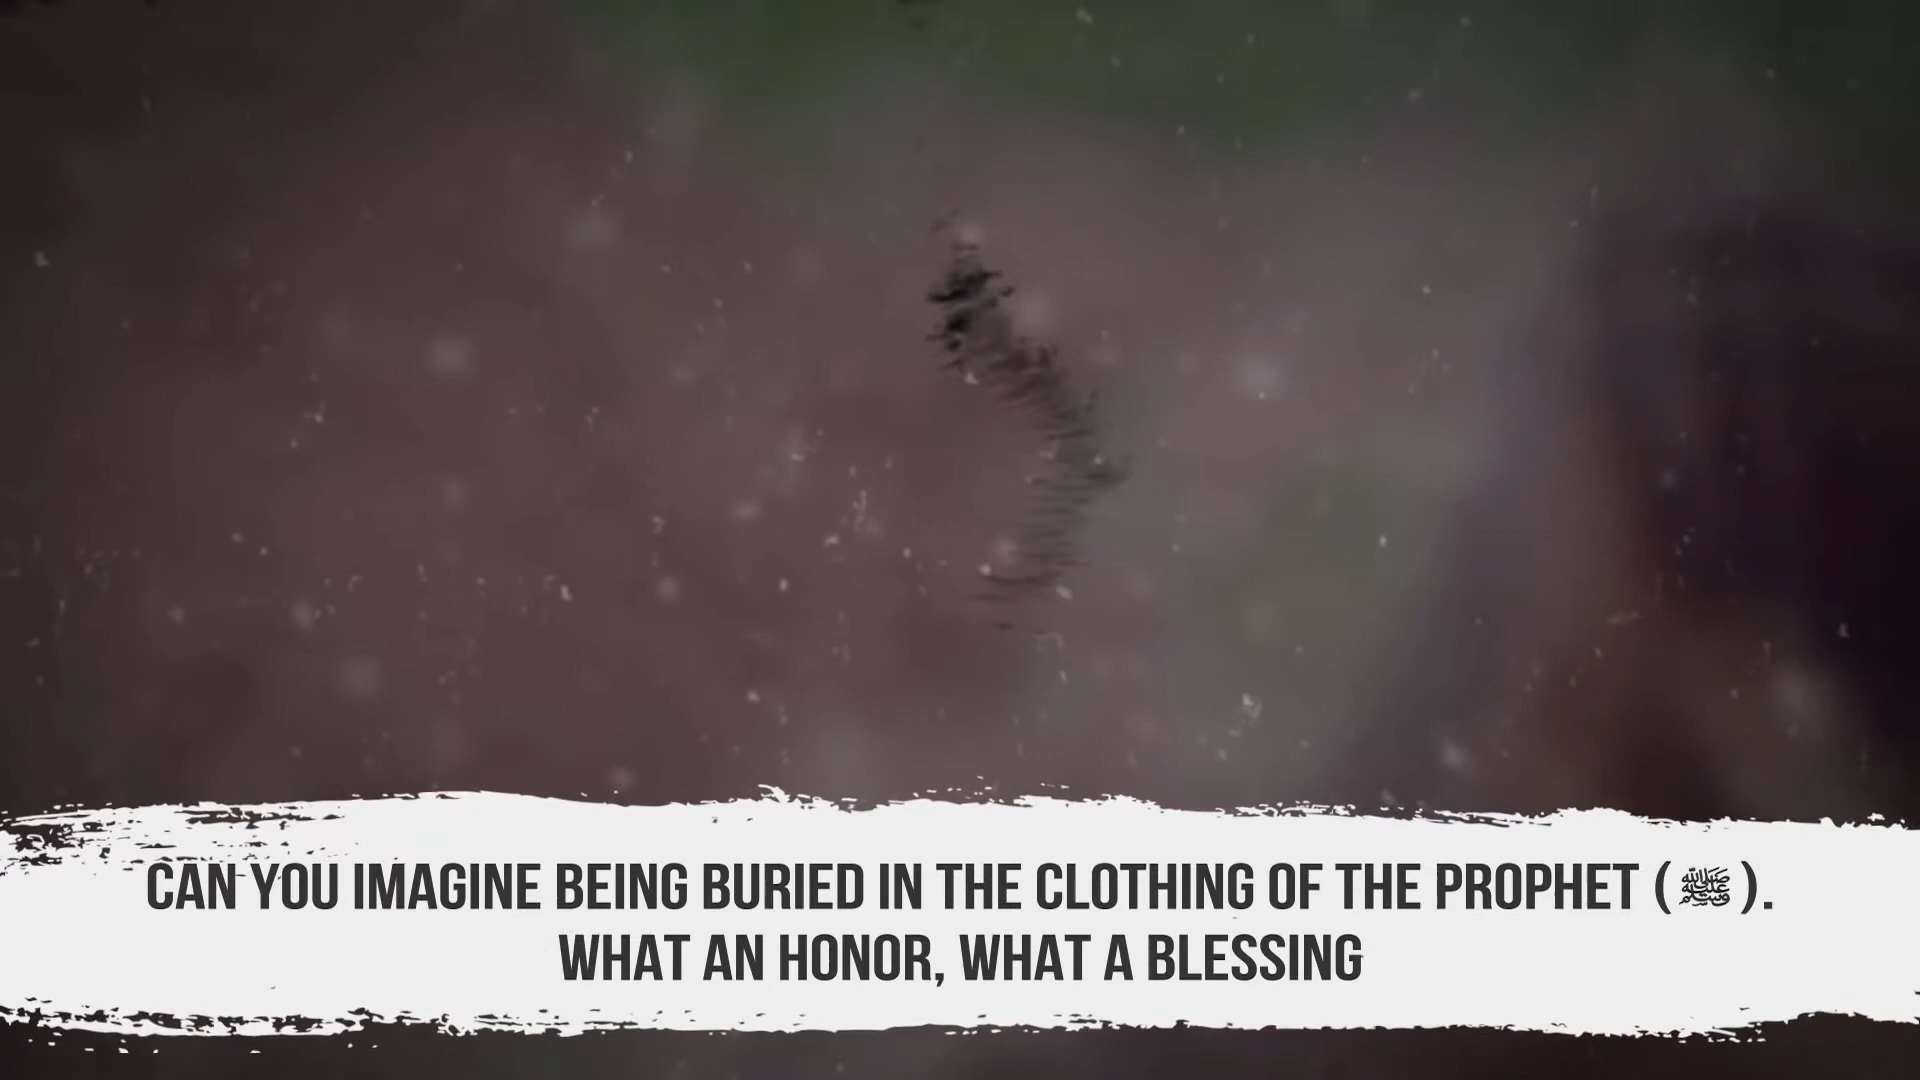 CAN YOU IMAGINE BEING BURIED IN THE CLOTHING OF THE PROPHET (ﷺ).
WHAT AN HONOR, WHAT A BLESSING